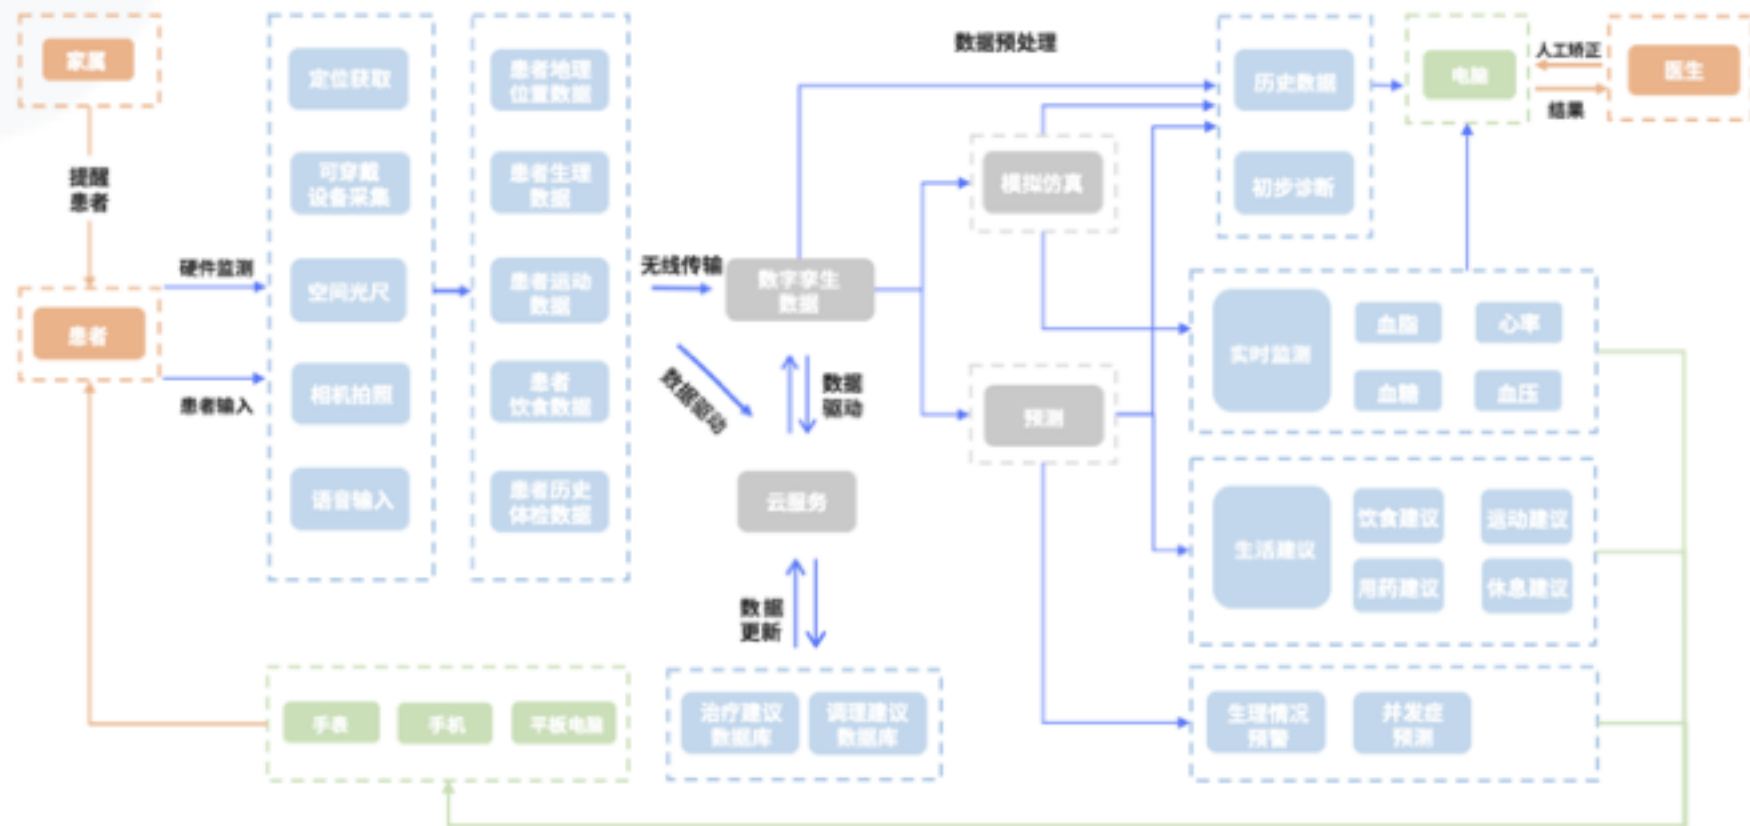 家属
提醒
患者
患者
硬件监测
患者输入
定位获取
可穿戴
设备采集
空间光尺
相机拍照
语音输入
患者地理
位置数据
患者生理
数据
患者运动
数据
患者
饮食数据
患者历史
体检数据
无线传输
数字孪生
数据
数据驱动
数据
驱动
云服务
数据
更新
治疗建议
数据库
调理建议
数据库
数据预处理
模拟仿真
预测
历史数据
初步诊断
电脑
人工矫正
结果
医生
实时监测
血脂
心率
血糖
血压
生活建议
饮食建议
运动建议
用药建议
休息建议
生理情况
预警
并发症
预测
手表
手机
平板电脑